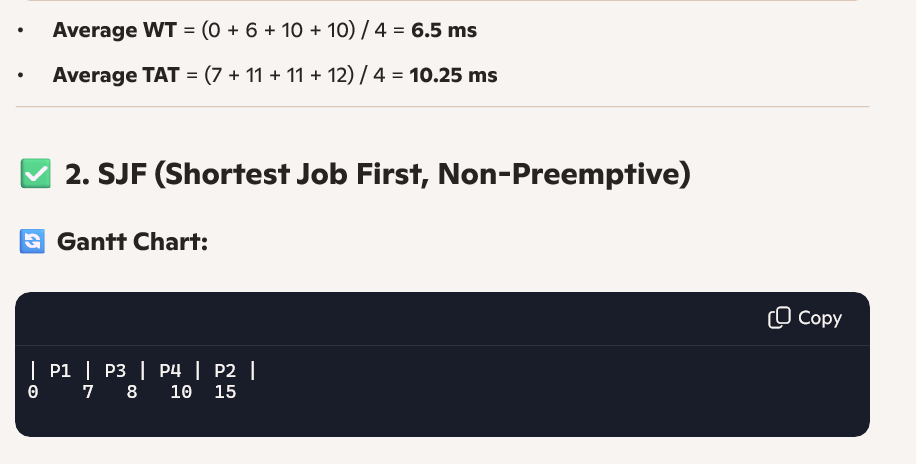 • Average WT = (0 + 6 + 10 + 10) / 4 = 6.5 ms
• Average TAT = (7 + 11 + 11 + 12) / 4 = 10.25 ms
✅ 2. SJF (Shortest Job First, Non-Preemptive)
🔄 Gantt Chart:
Copy
| P1 | P3 | P4 | P2 |
0    7   8   10  15